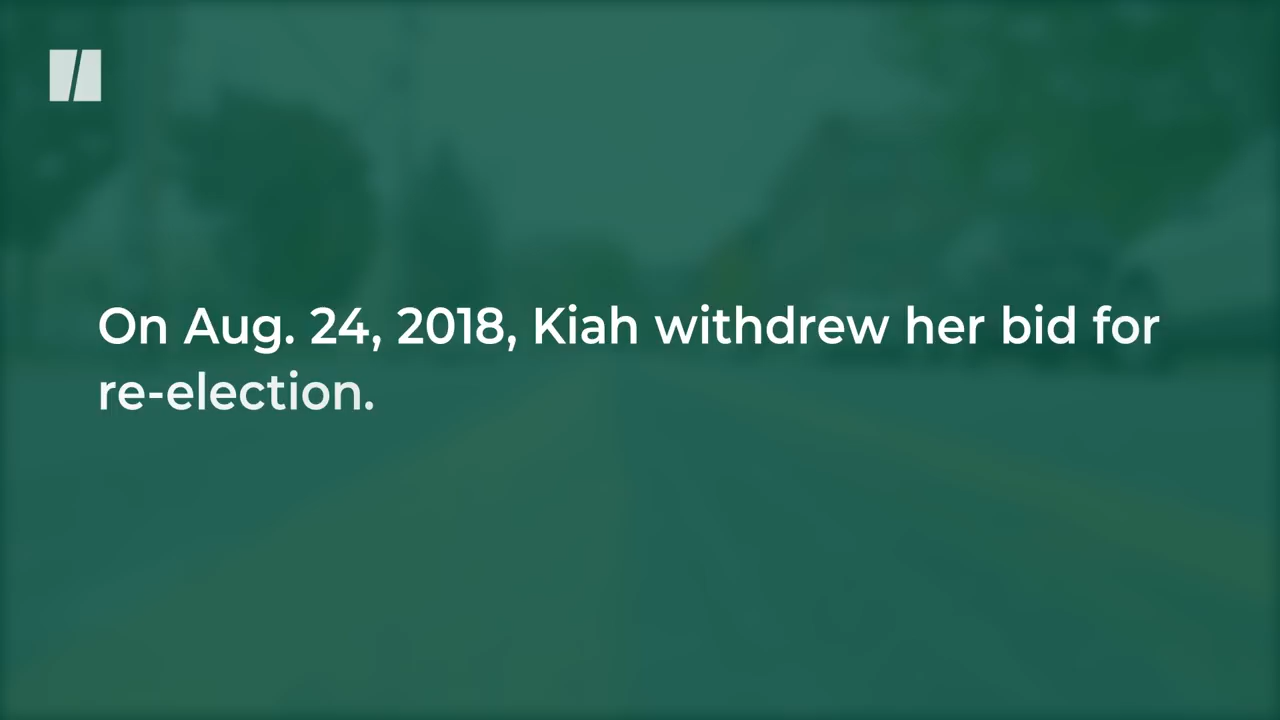 On Aug. 24, 2018, Kiah withdrew her bid for
re-election.